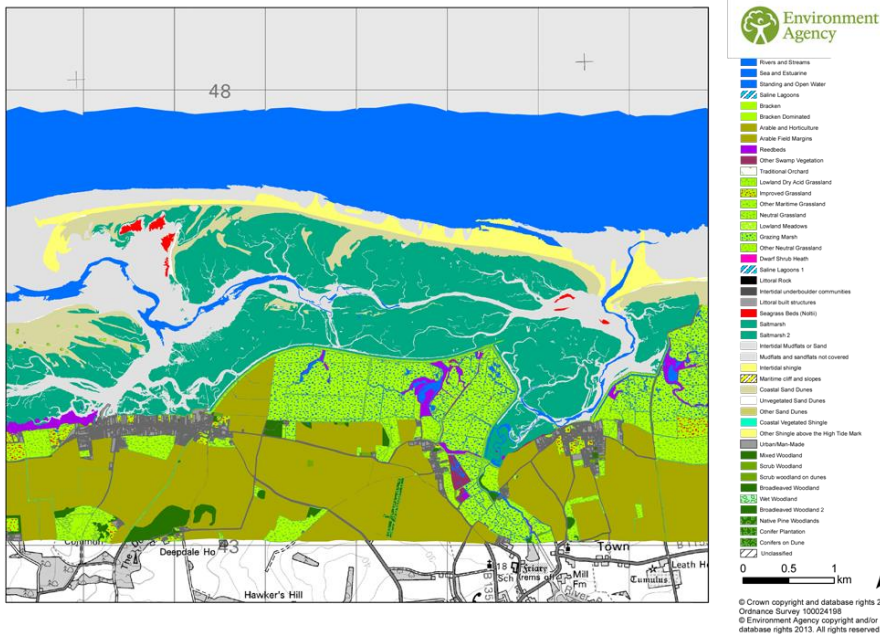 48
43
Deepdale Ho
Hawker's Hill
Friary
18
Sch
rems of
Mill
Fm
Town
Tumulus
Leath H
Environment
Agency
Rivers and Streams
Sea and Estuarine
Standing and Open Water
Saline Lagoons
Bracken
Bracken Dominated
Arable and Horticulture
Arable Field Margins
Reedbeds
Other Swamp Vegetation
Traditional Orchard
Lowland Dry Acid Grassland
Improved Grassland
Other Maritime Grassland
Neutral Grassland
Lowland Meadows
Grazing Marsh
Other Neutral Grassland
Dwarf Shrub Heath
Saline Lagoons 1
Littoral Rock
Intertidal underboulder communities
Littoral built structures
Seagrass Beds (Noltii)
Saltmarsh
Saltmarsh 2
Intertidal Mudflats or Sand
Mudflats and sandflats not covered
Intertidal shingle
Maritime cliff and slopes
Coastal Sand Dunes
Unvegetated Sand Dunes
Other Sand Dunes
Coastal Vegetated Shingle
Other Shingle above the High Tide Mark
Urban/Man-Made
Mixed Woodland
Scrub Woodland
Scrub woodland on dunes
Broadleaved Woodland
Wet Woodland
Broadleaved Woodland 2
Native Pine Woodlands
Conifer Plantation
Conifers on Dune
Unclassified
0 0.5 1
km
© Crown copyright and database rights 2
Ordnance Survey 100024198
© Environment Agency copyright and/or
database rights 2013. All rights reserved